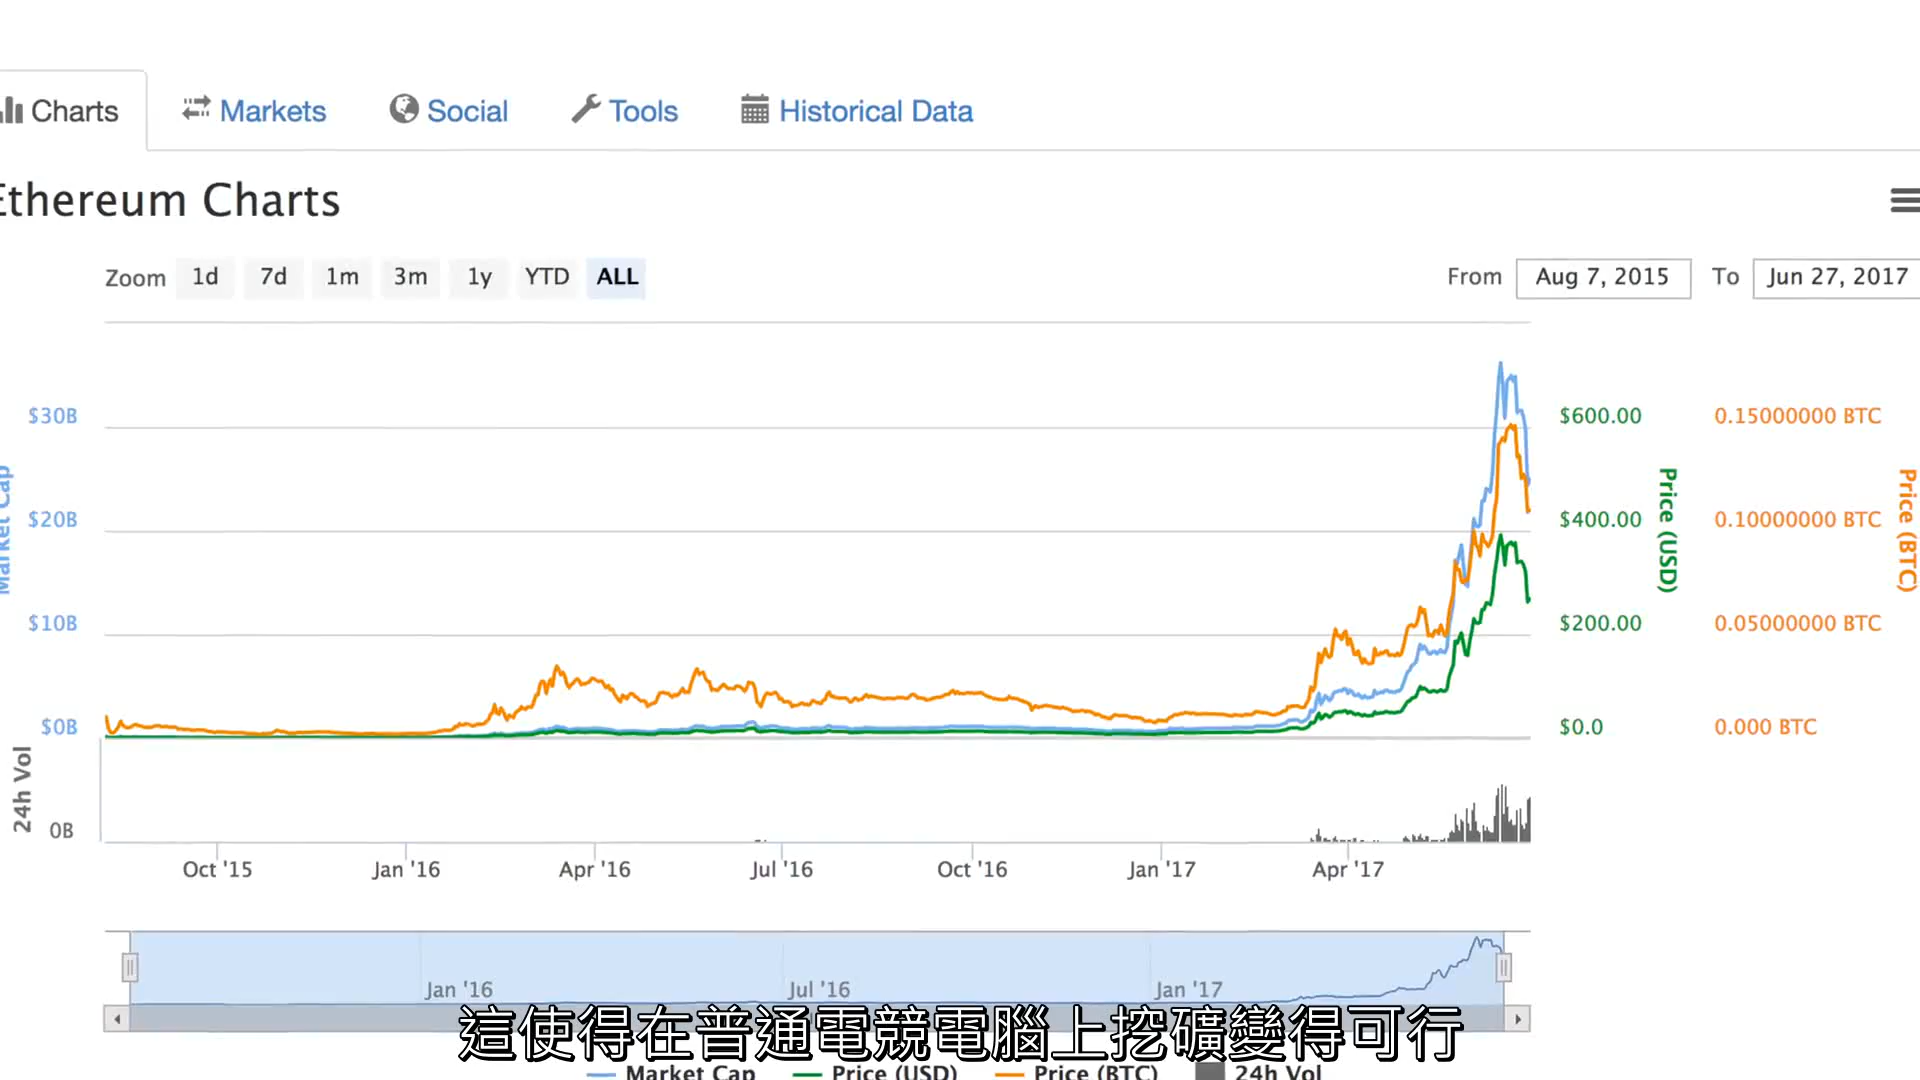 Charts Markets Social Tools Historical Data
Ethereum Charts
Zoom 1d 7d 1m 3m 1y YTD ALL From Aug 7, 2015 To Jun 27, 2017
$30B $600.00 0.15000000 BTC
$20B $400.00 0.10000000 BTC
$10B $200.00 0.05000000 BTC
$0B $0.0 0.000 BTC
Market Cap
Price (USD)
Price (BTC)
24h Vol
0B
Oct '15 Jan '16 Apr '16 Jul '16 Oct '16 Jan '17 Apr '17
Jan '16 Jul '16 Jan '17
這使得在普通電競電腦上挖礦變得可行
Market Cap Price (USD) Price (BTC) 24h Vol